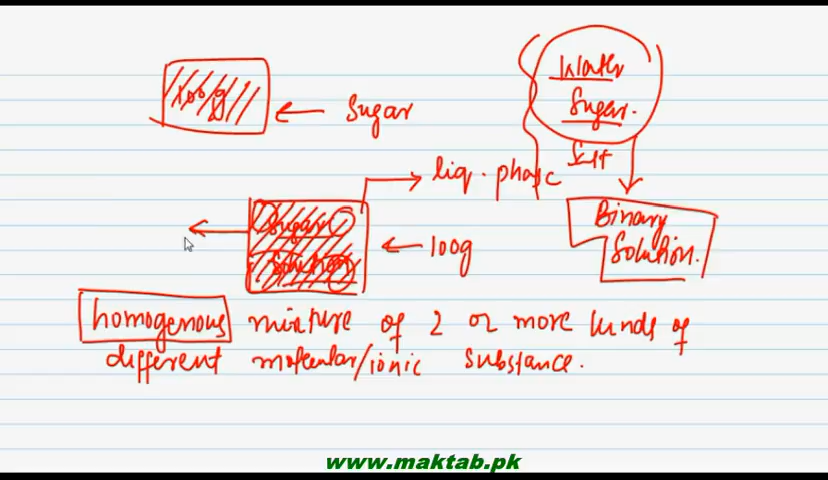 100g
Sugar
Water
Sugar.
Salt
liq. phase
Sugar
Solution
100g
Binary
Solution.
homogenous mixture of 2 or more kinds of
different molecular/ionic substance.
www.maktab.pk